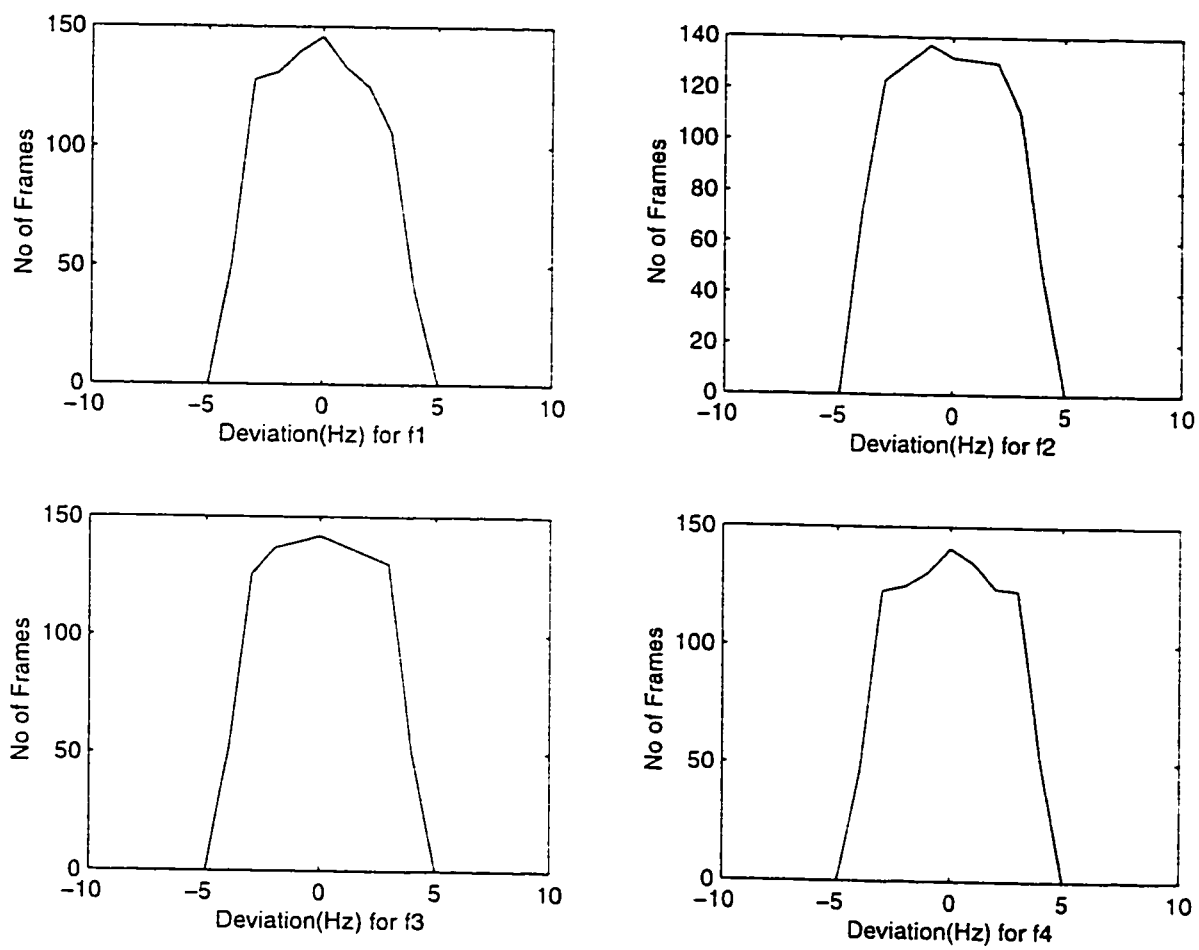 150
100
50
0
No of Frames
−10 −5 0 5 10
Deviation(Hz) for f1
140
120
100
80
60
40
20
0
No of Frames
−10 −5 0 5 10
Deviation(Hz) for f2
150
100
50
0
No of Frames
−10 −5 0 5 10
Deviation(Hz) for f3
150
100
50
0
No of Frames
−10 −5 0 5 10
Deviation(Hz) for f4